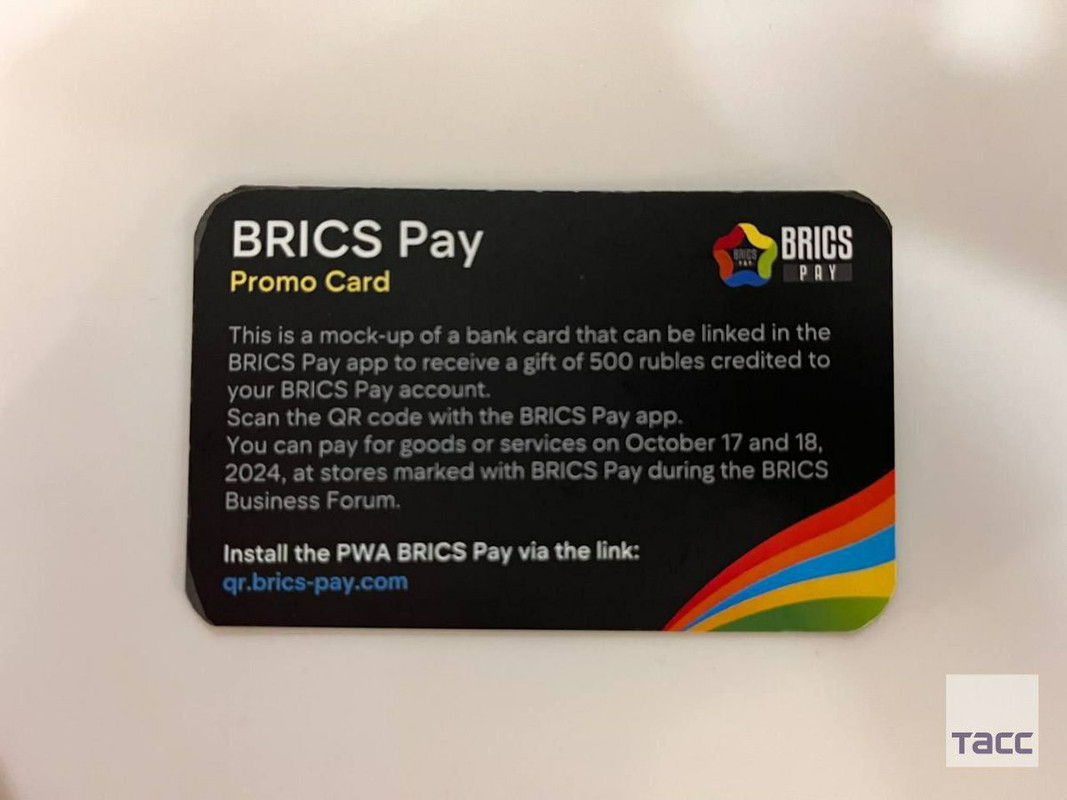 BRICS Pay
Promo Card
BRICS
PAY
BRICS
PAY
This is a mock-up of a bank card that can be linked in the
BRICS Pay app to receive a gift of 500 rubles credited to
your BRICS Pay account.
Scan the QR code with the BRICS Pay app.
You can pay for goods or services on October 17 and 18,
2024, at stores marked with BRICS Pay during the BRICS
Business Forum.
Install the PWA BRICS Pay via the link:
qr.brics-pay.com
тасс